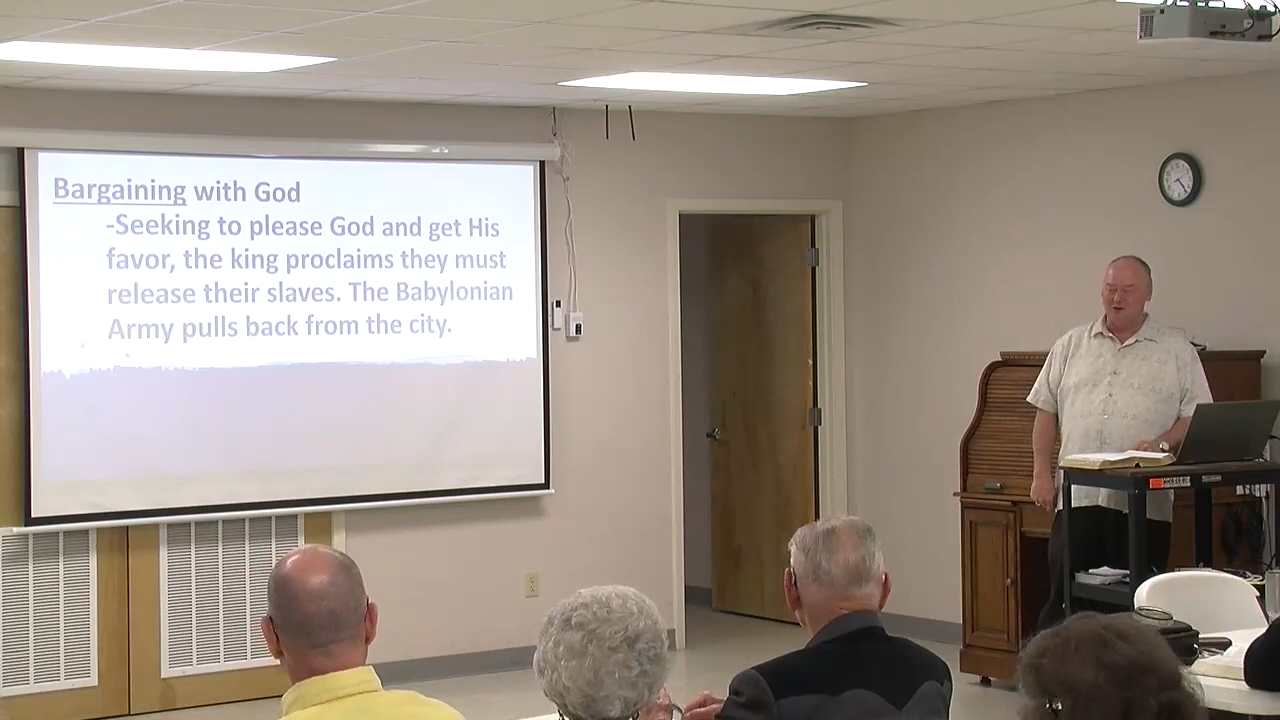 Bargaining with God
-Seeking to please God and get His
favor, the king proclaims they must
release their slaves. The Babylonian
Army pulls back from the city.